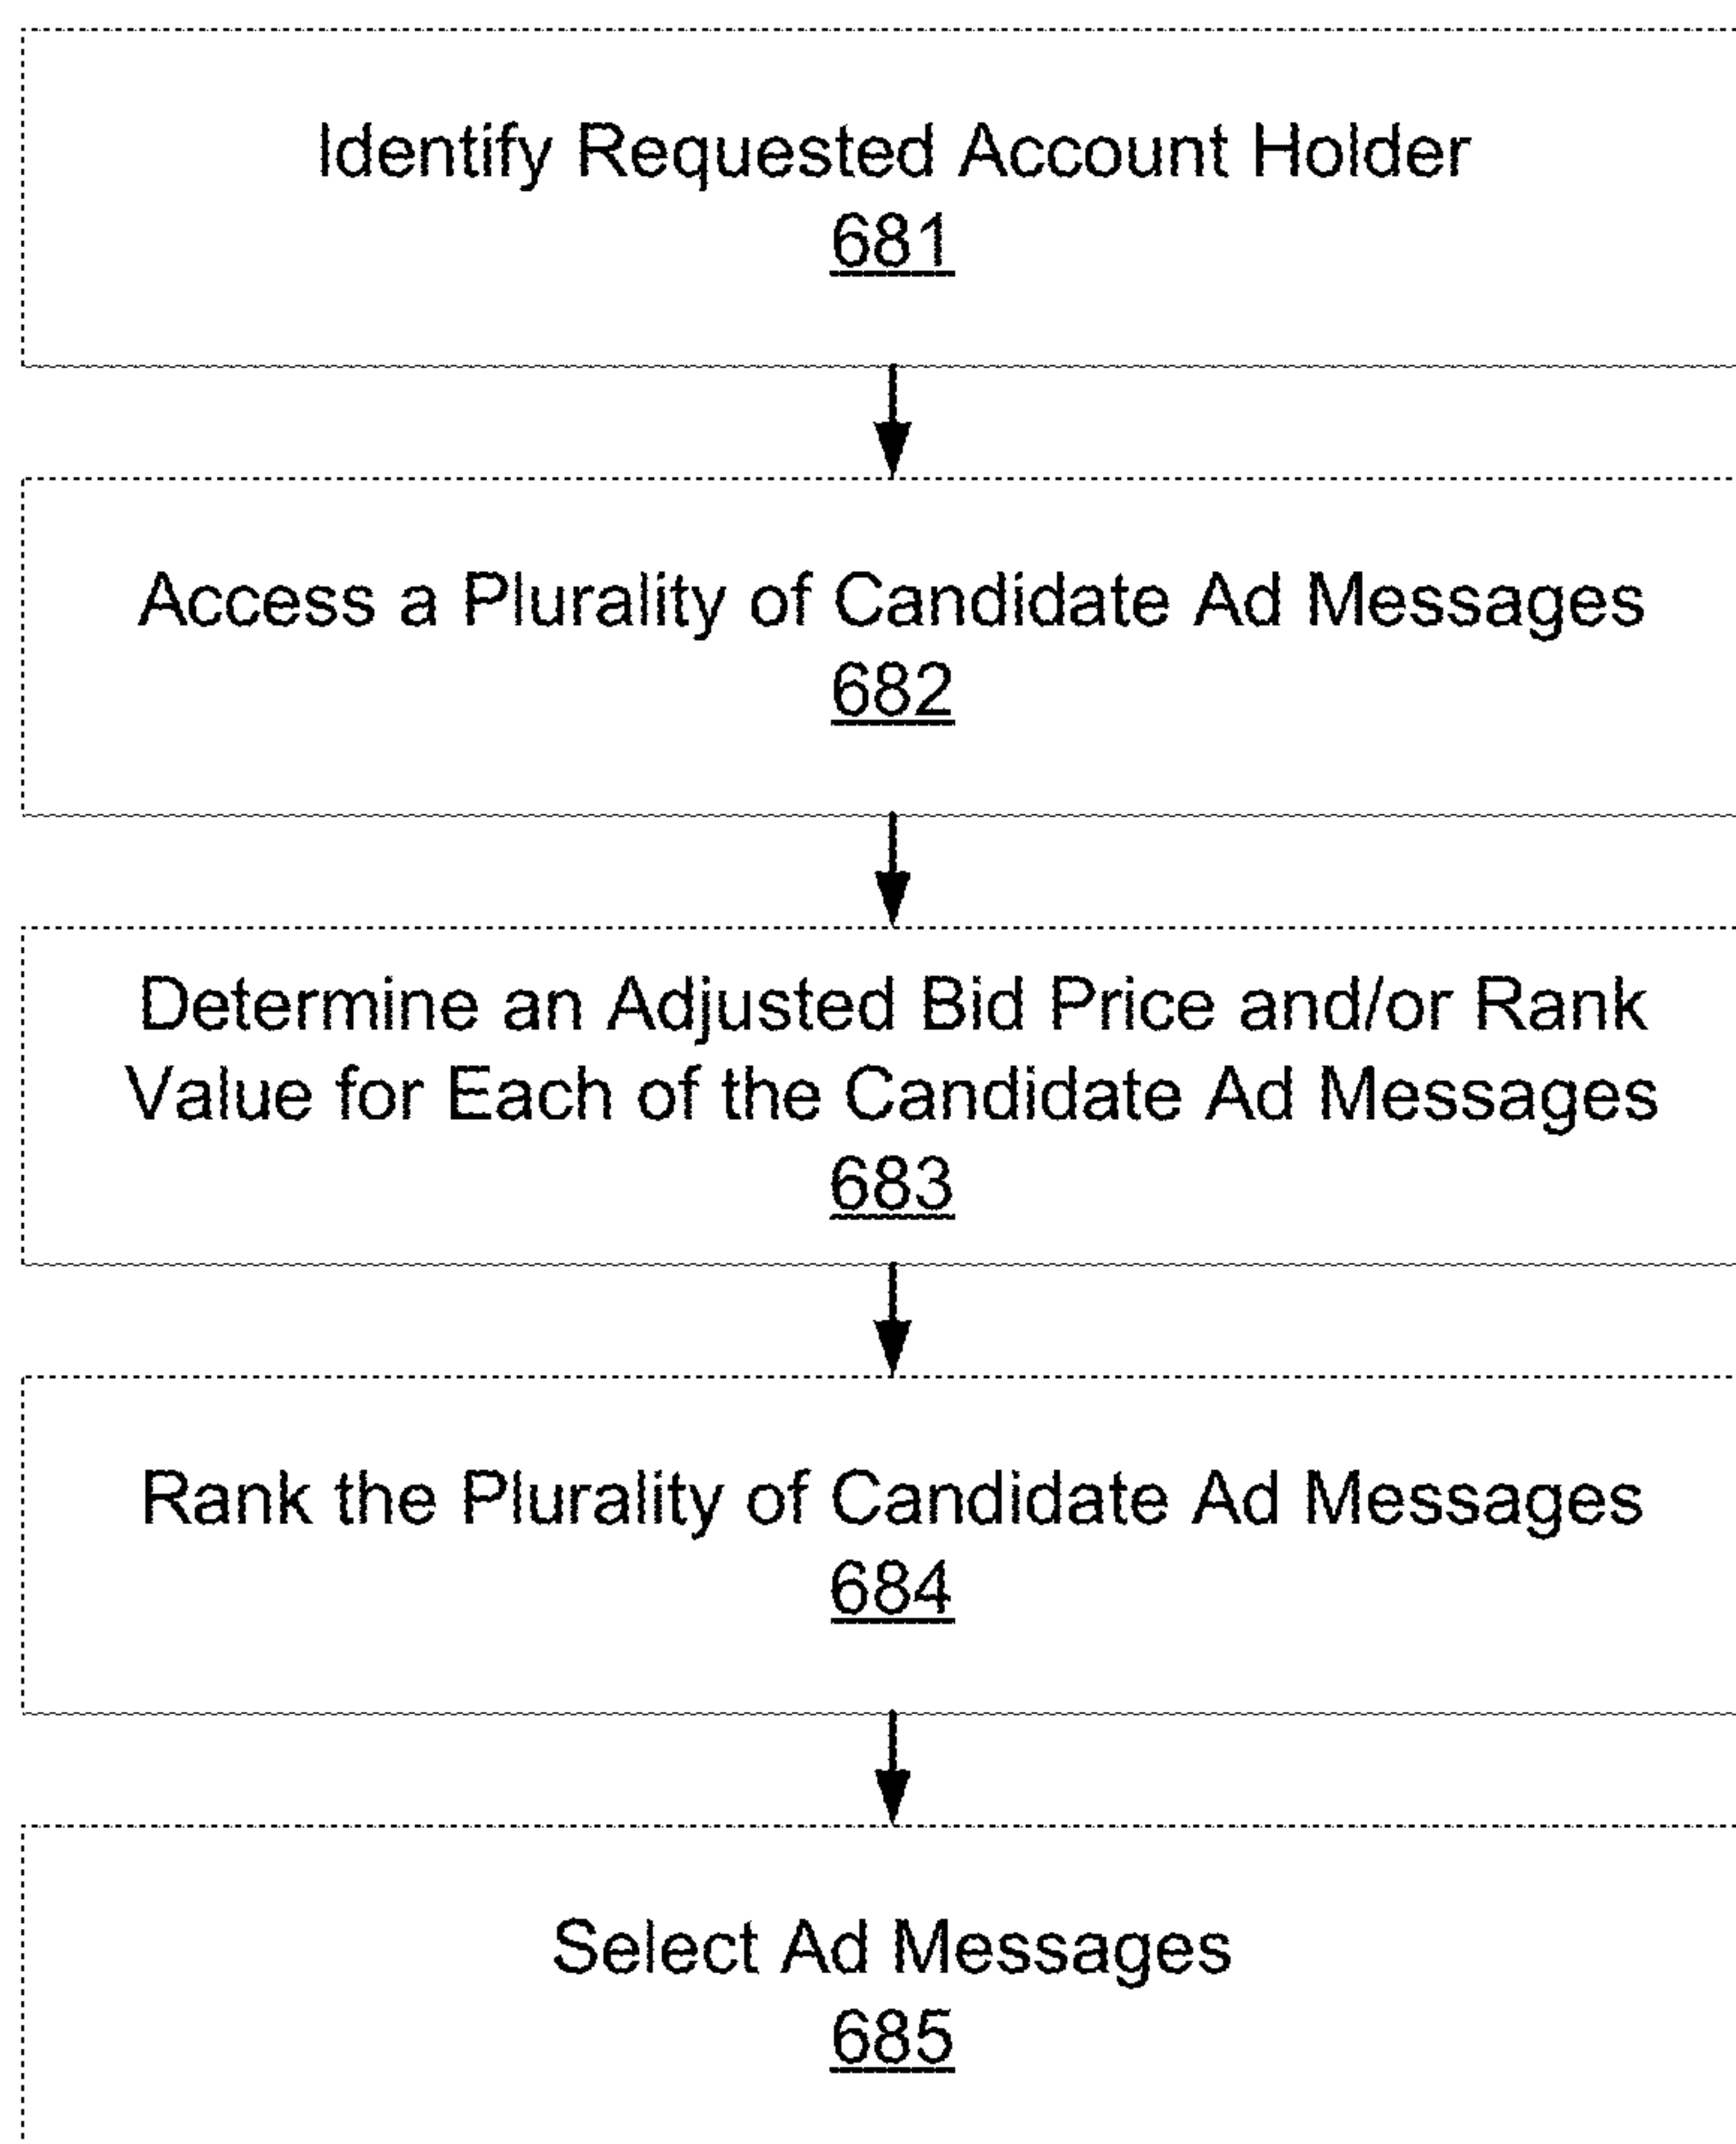 Identify Requested Account Holder
681
Access a Plurality of Candidate Ad Messages
682
Determine an Adjusted Bid Price and/or Rank
Value for Each of the Candidate Ad Messages
683
Rank the Plurality of Candidate Ad Messages
684
Select Ad Messages
685